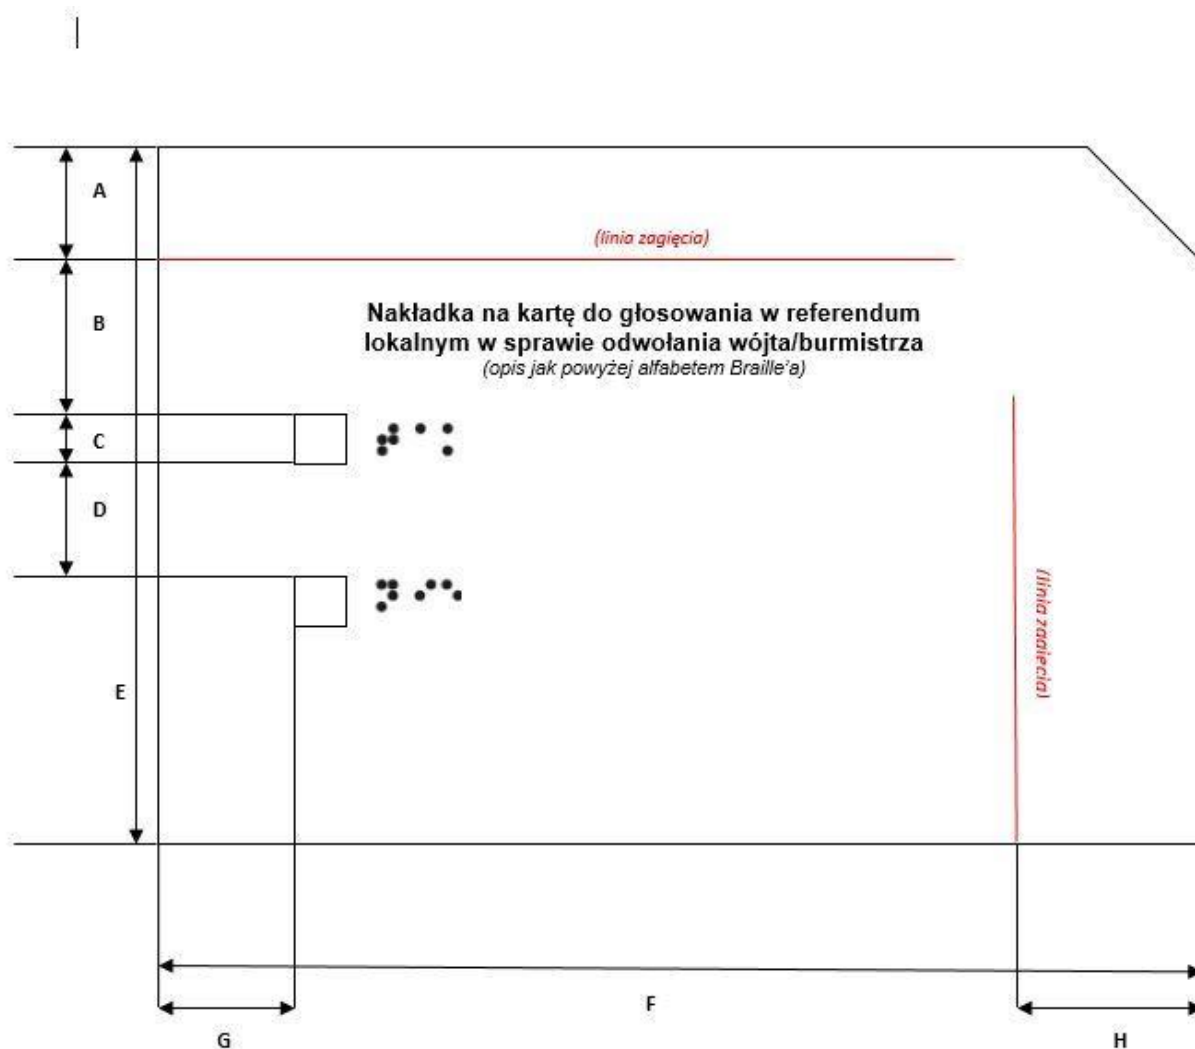 A
(linia zagięcia)
B
Nakładka na kartę do głosowania w referendum
lokalnym w sprawie odwołania wójta/burmistrza
(opis jak powyżej alfabetem Braille’a)
C
⠞⠁⠅
D
⠝⠊⠑
(linia zagięcia)
E
F
G
H